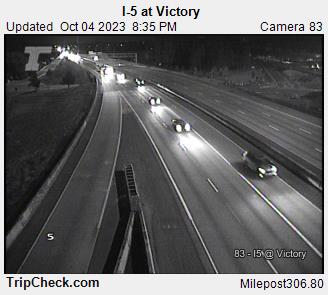 I-5 at Victory
Updated Oct 04 2023 8:35 PM Camera 83
S
83 - I5 @ Victory
TripCheck.com Milepost306.80